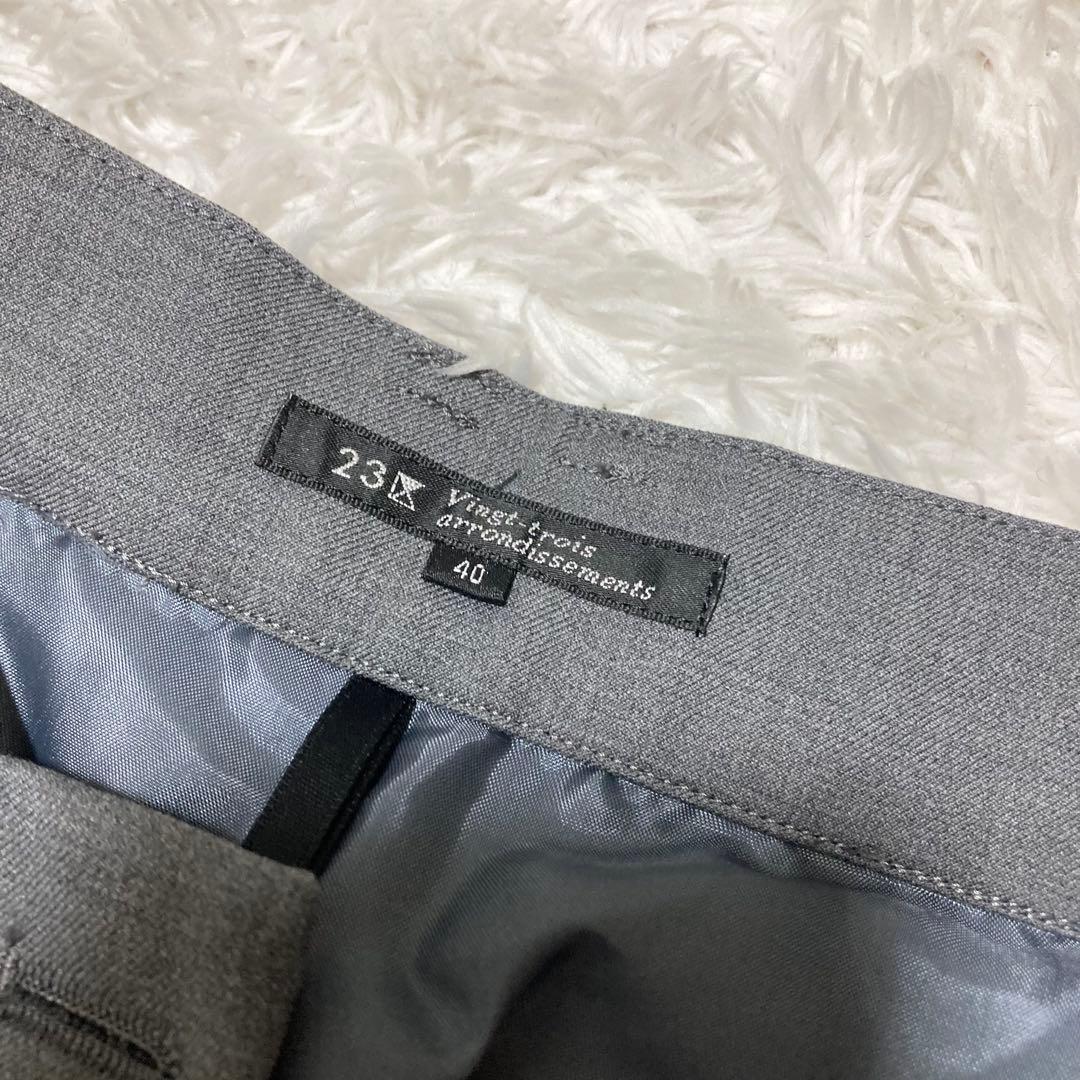 23区 Vingt-trois
arrondissements
40